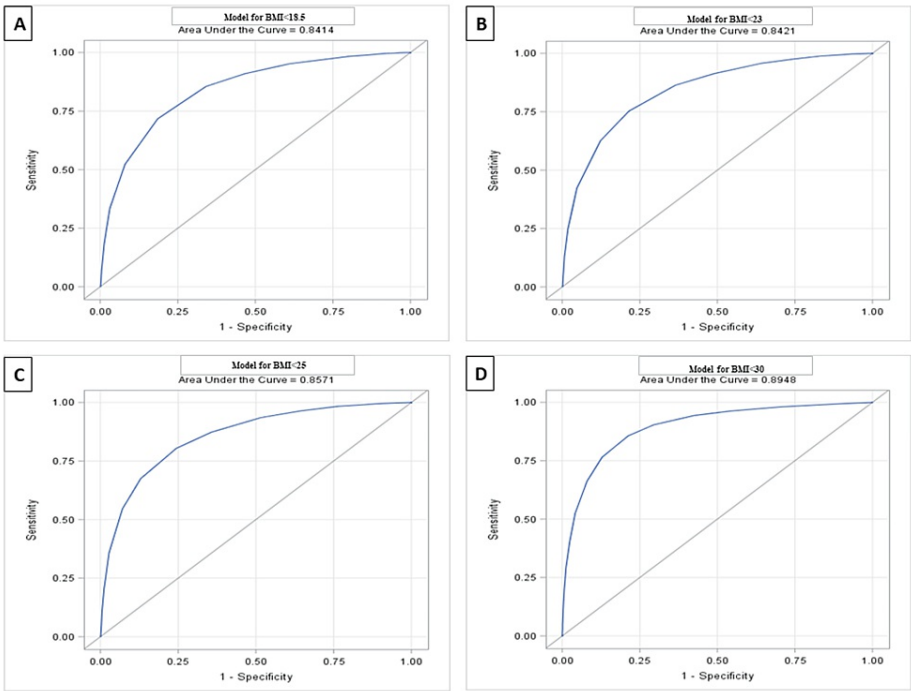 A
Model for BMI<18.5
Area Under the Curve = 0.8414
1.00
0.75
0.50
0.25
0.00
Sensitivity
0.00 0.25 0.50 0.75 1.00
1 - Specificity
B
Model for BMI<23
Area Under the Curve = 0.8421
1.00
0.75
0.50
0.25
0.00
Sensitivity
0.00 0.25 0.50 0.75 1.00
1 - Specificity
C
Model for BMI<25
Area Under the Curve = 0.8571
1.00
0.75
0.50
0.25
0.00
Sensitivity
0.00 0.25 0.50 0.75 1.00
1 - Specificity
D
Model for BMI<30
Area Under the Curve = 0.8948
1.00
0.75
0.50
0.25
0.00
Sensitivity
0.00 0.25 0.50 0.75 1.00
1 - Specificity